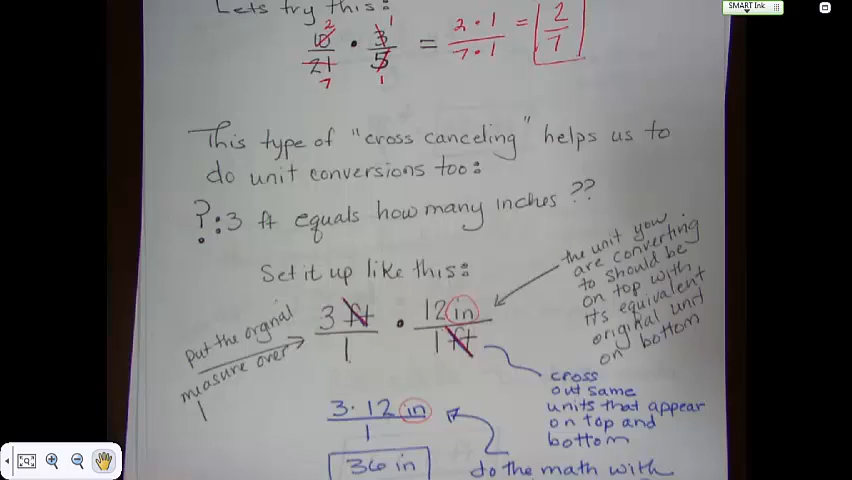 Lets try this:
SMART Ink
10/21 · 3/5 = 2·1/7·1 = 2/7
2 1
7 1
This type of "cross canceling" helps us to
do unit conversions too:
?:3 ft equals how many inches ??
Set it up like this:
3 ft/1 · 12 in/1 ft
put the orginal
measure over
1
the unit you
are converting
to should be
on top with
its equivalent
original unit
on bottom
cross
out same
units that appear
on top and
bottom
3·12 in/1
36 in
do the math with